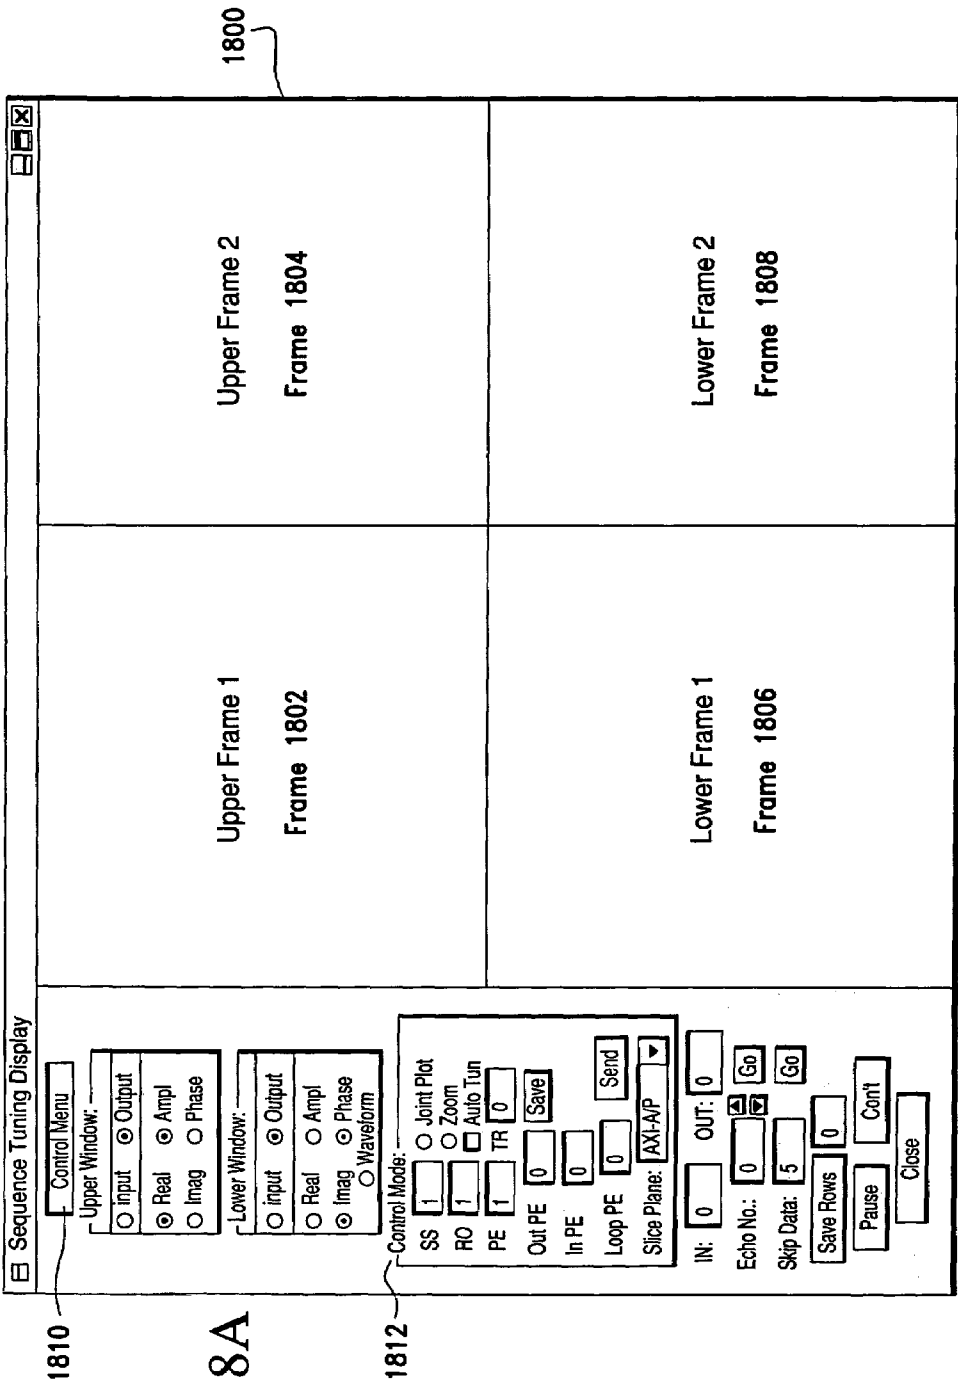 Sequence Tuning Display
1800
1810
Control Menu
Upper Window:
input Output
Real Ampl
Imag Phase
Lower Window:
input Output
Real Ampl
Imag Phase
Waveform
8A
1812
Control Mode:
SS 1 Joint Plot
RO 1 Zoom
Auto Tun
PE 1 TR 0
Out PE 0 Save
In PE 0
Loop PE 0 Send
Slice Plane: AXI-A/P
IN: 0 OUT: 0
Echo No.: 0 Go
Skip Data: 5 Go
Save Rows 0
Pause Con't
Close
Upper Frame 1
Frame 1802
Upper Frame 2
Frame 1804
Lower Frame 1
Frame 1806
Lower Frame 2
Frame 1808